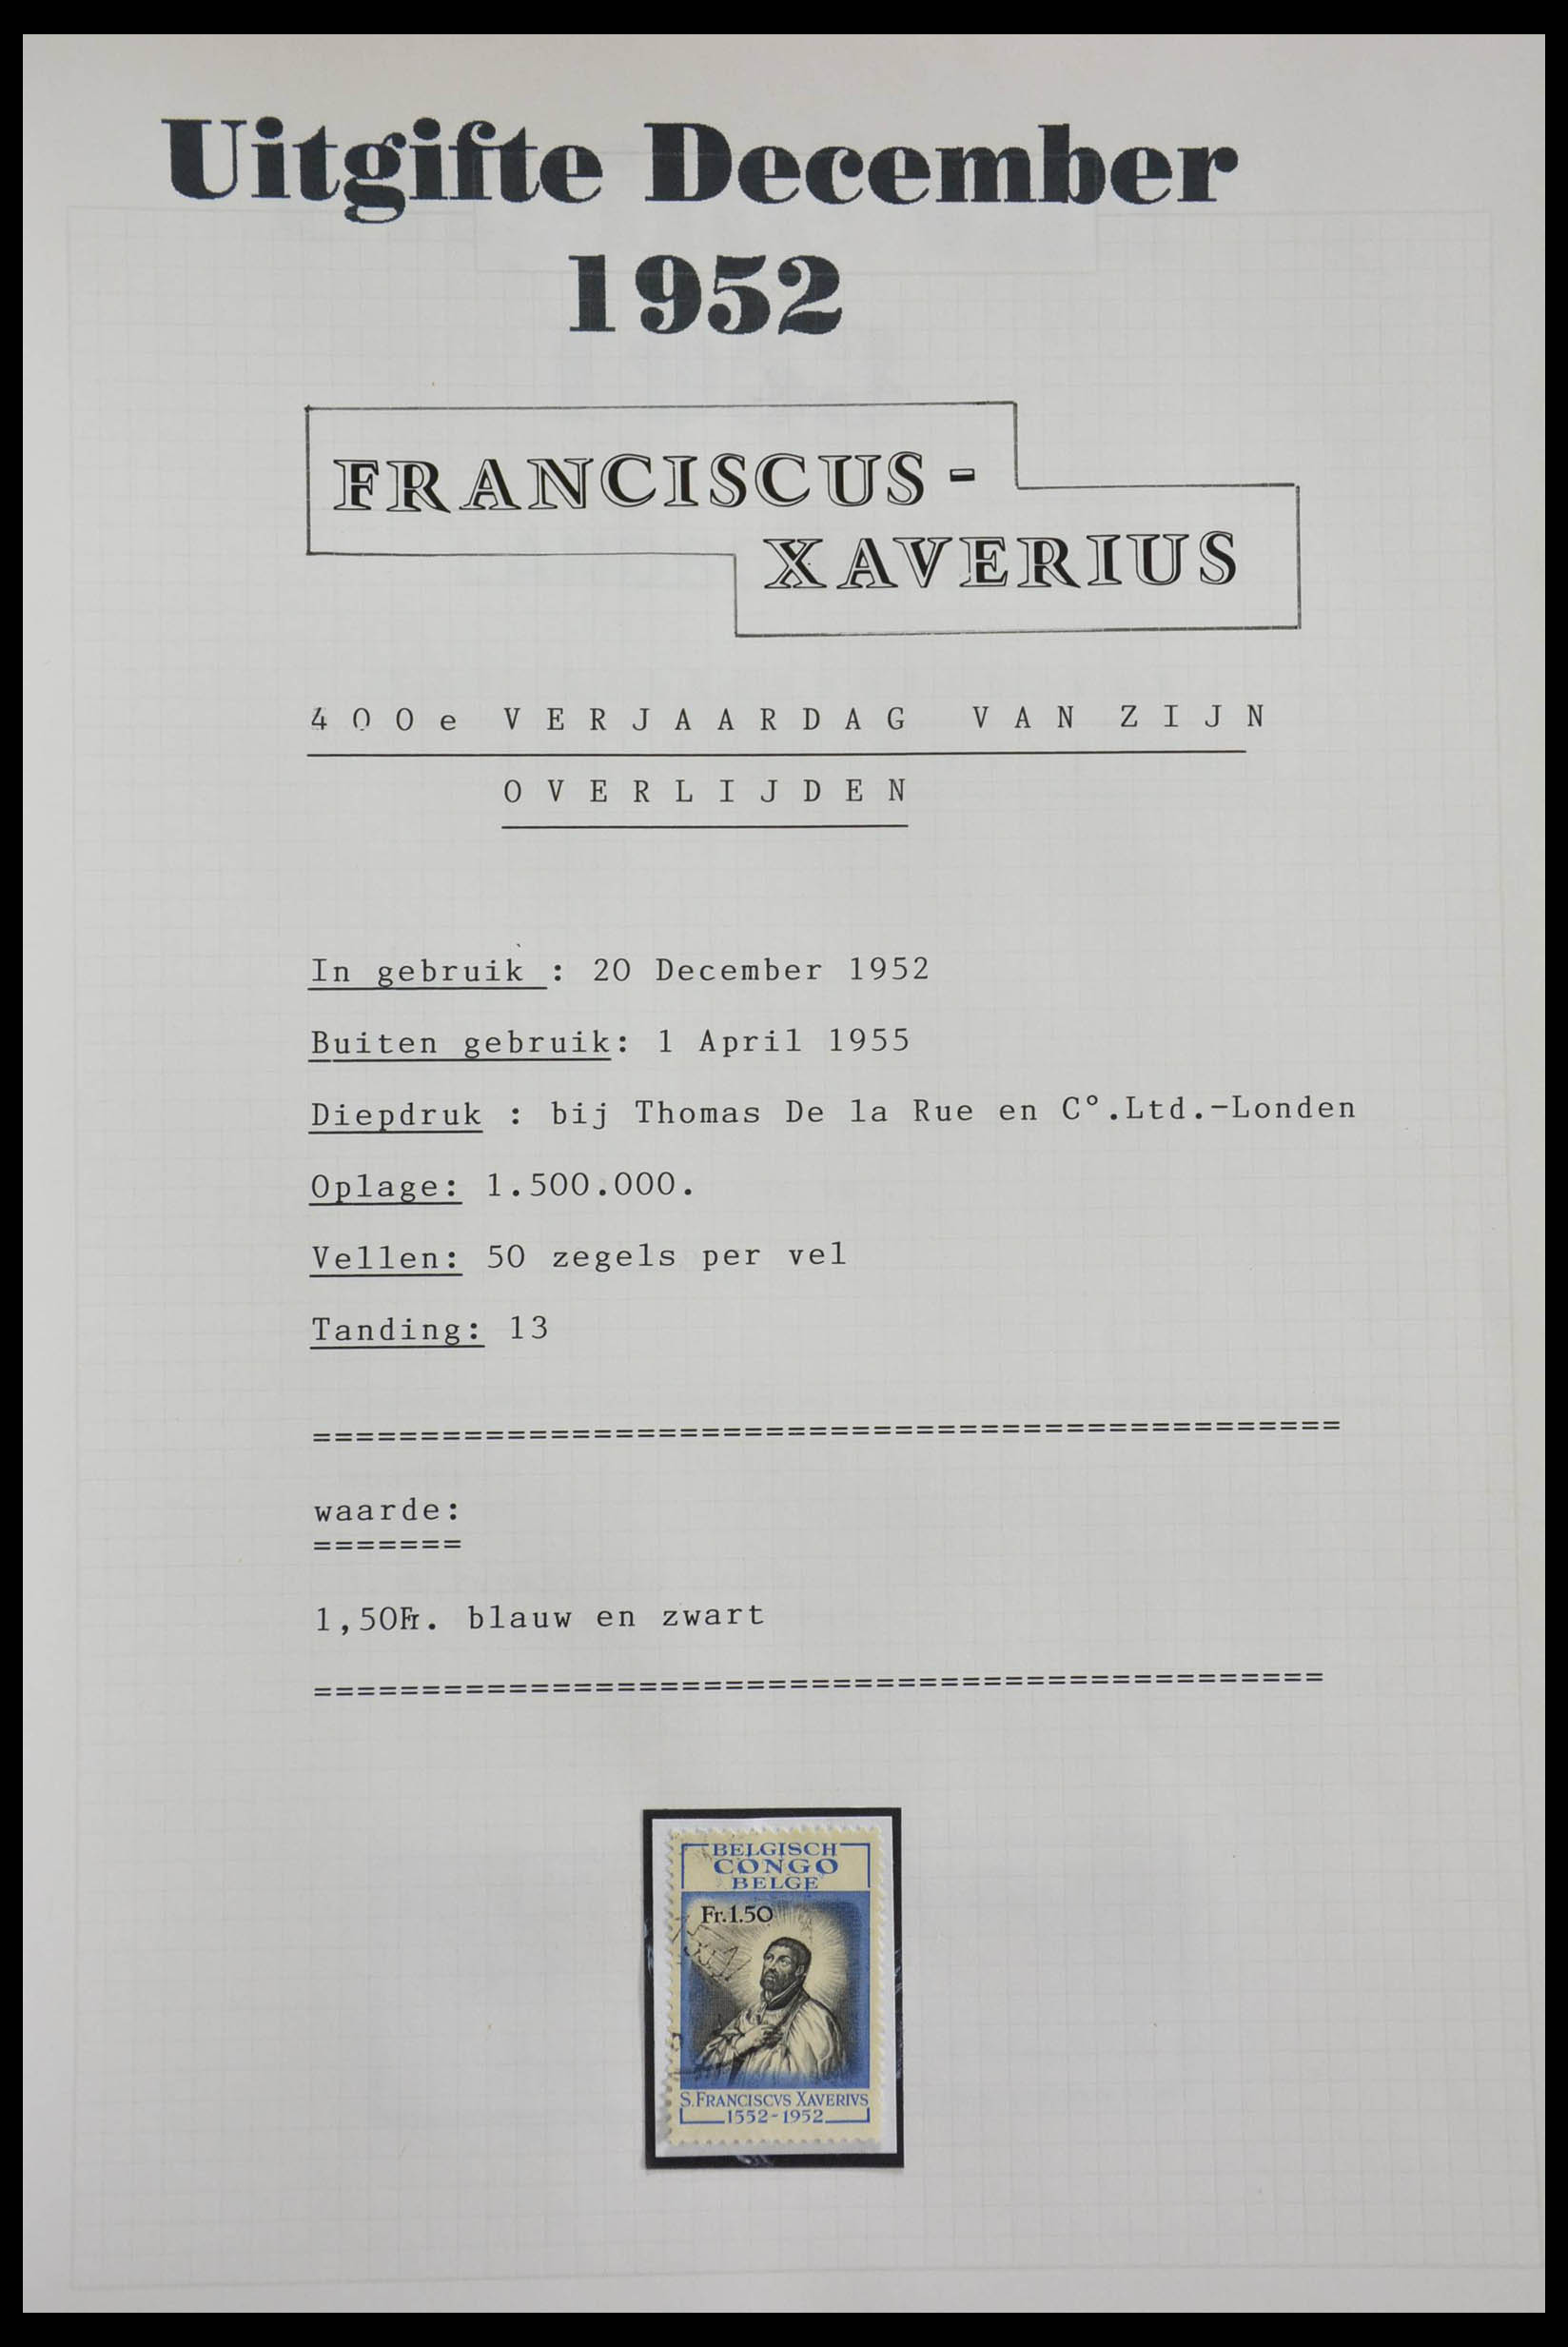 Uitgifte December
1952
FRANCISCUS-
XAVERIUS
400e VERJAARDAG VAN ZIJN
OVERLIJDEN
In gebruik : 20 December 1952
Buiten gebruik: 1 April 1955
Diepdruk : bij Thomas De la Rue en C°.Ltd.-Londen
Oplage: 1.500.000.
Vellen: 50 zegels per vel
Tanding: 13
================================================
waarde:
=======
1,50Fr. blauw en zwart
===============================================
BELGISCH
CONGO
BELGE
Fr.1.50
S.FRANCISCVS XAVERIVS
1552-1952